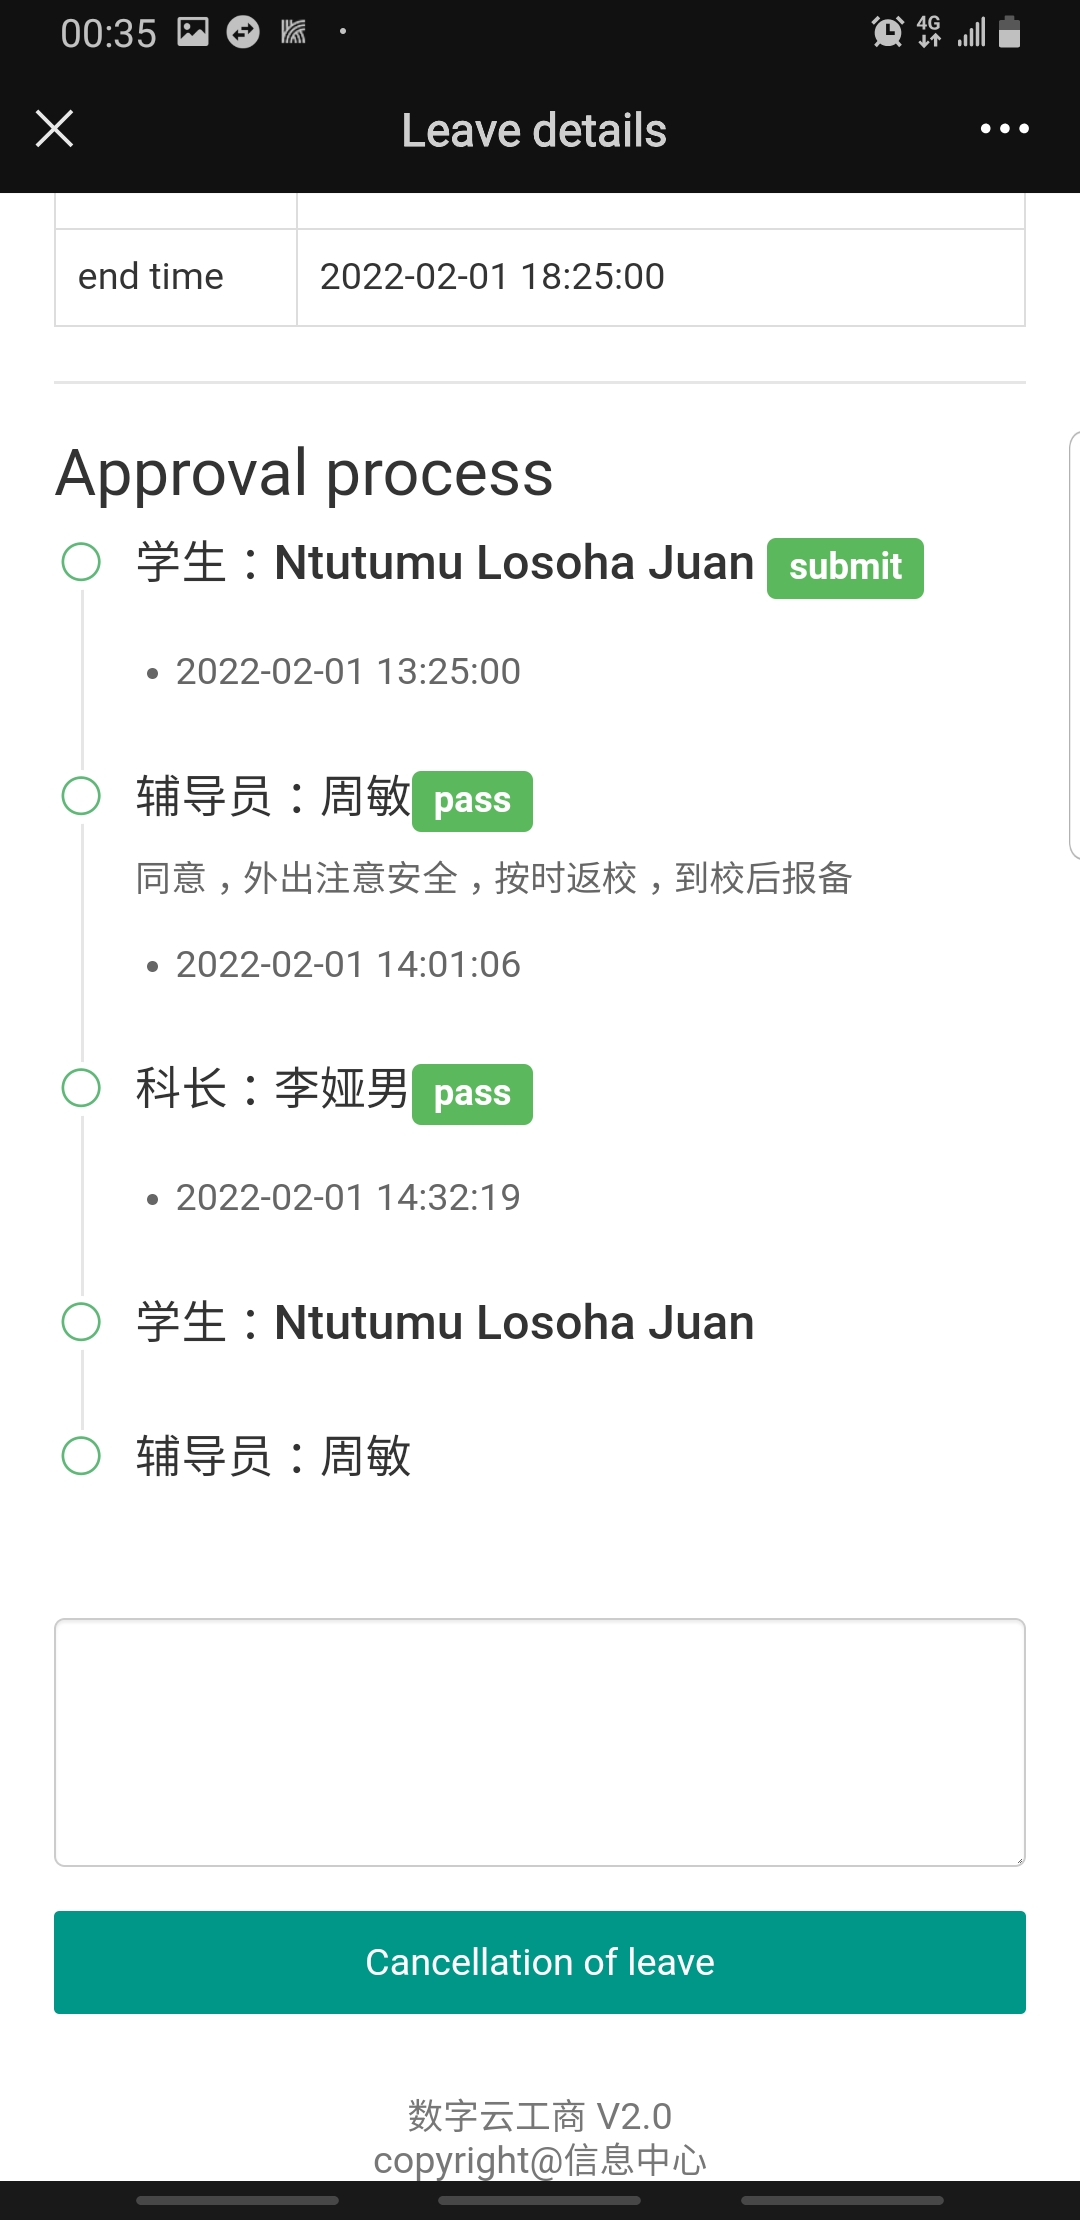 00:35
4G
Leave details
end time 2022-02-01 18:25:00
Approval process
学生：Ntutumu Losoha Juan submit
2022-02-01 13:25:00
辅导员：周敏 pass
同意，外出注意安全，按时返校，到校后报备
2022-02-01 14:01:06
科长：李娅男 pass
2022-02-01 14:32:19
学生：Ntutumu Losoha Juan
辅导员：周敏
Cancellation of leave
数字云工商 V2.0
copyright@信息中心